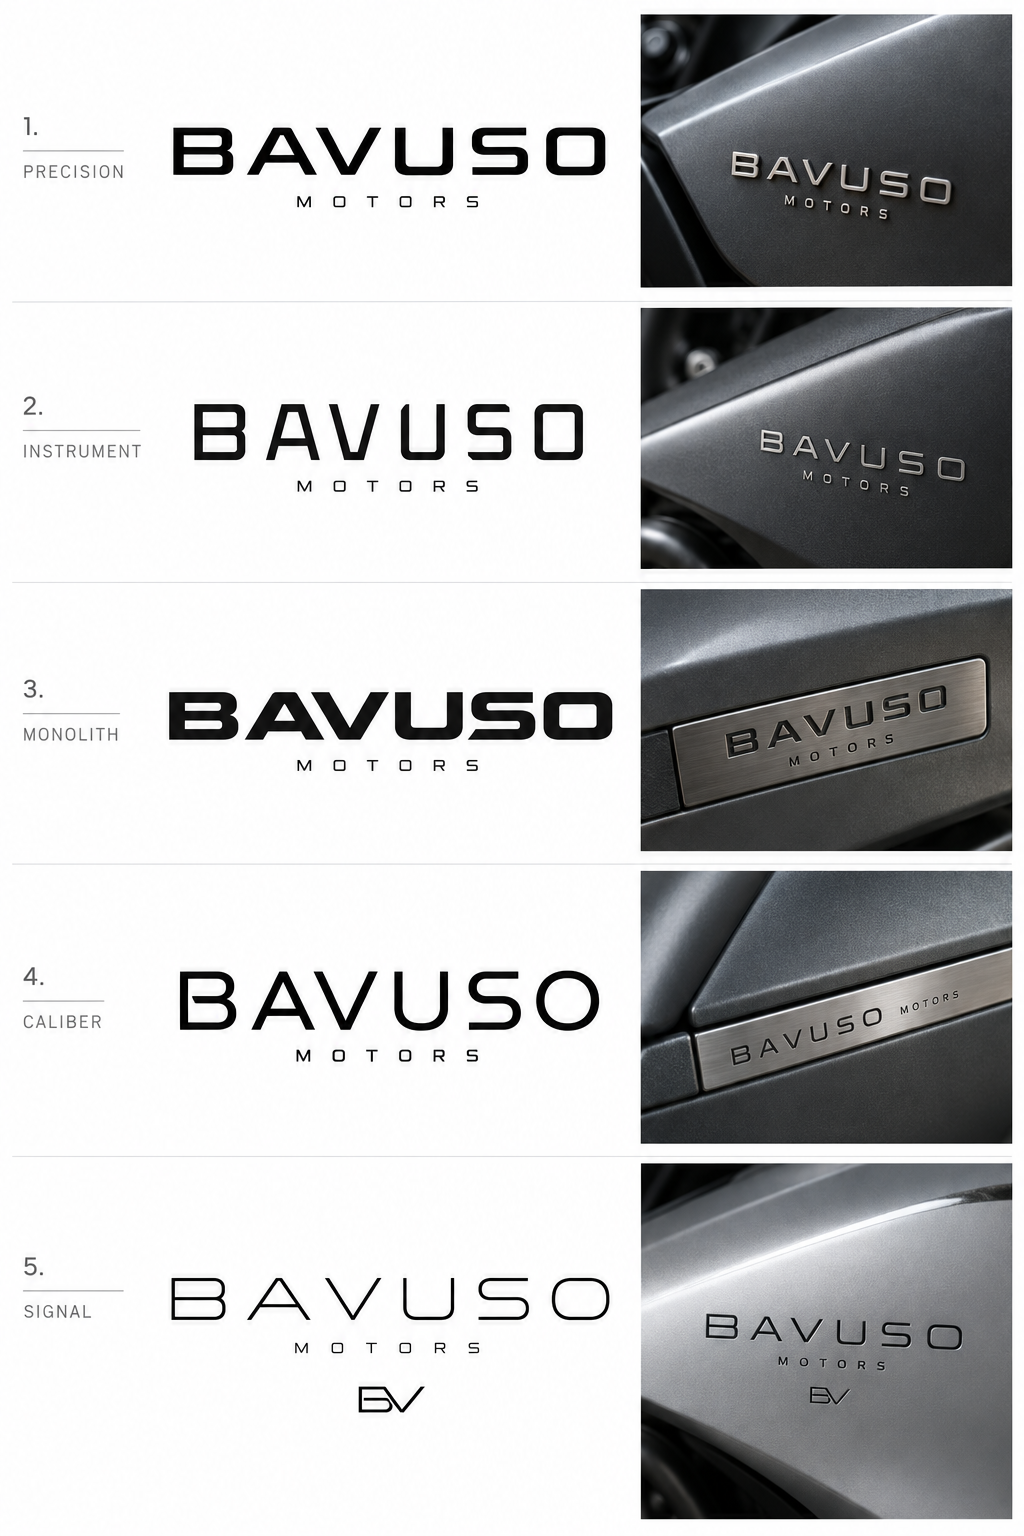 1.
PRECISION
BAVUSO
MOTORS
BAVUSO
MOTORS
2.
INSTRUMENT
BAVUSO
MOTORS
BAVUSO
MOTORS
3.
MONOLITH
BAVUSO
MOTORS
BAVUSO
MOTORS
4.
CALIBER
BAVUSO
MOTORS
BAVUSO MOTORS
5.
SIGNAL
BAVUSO
MOTORS
BV
BAVUSO
MOTORS
BV